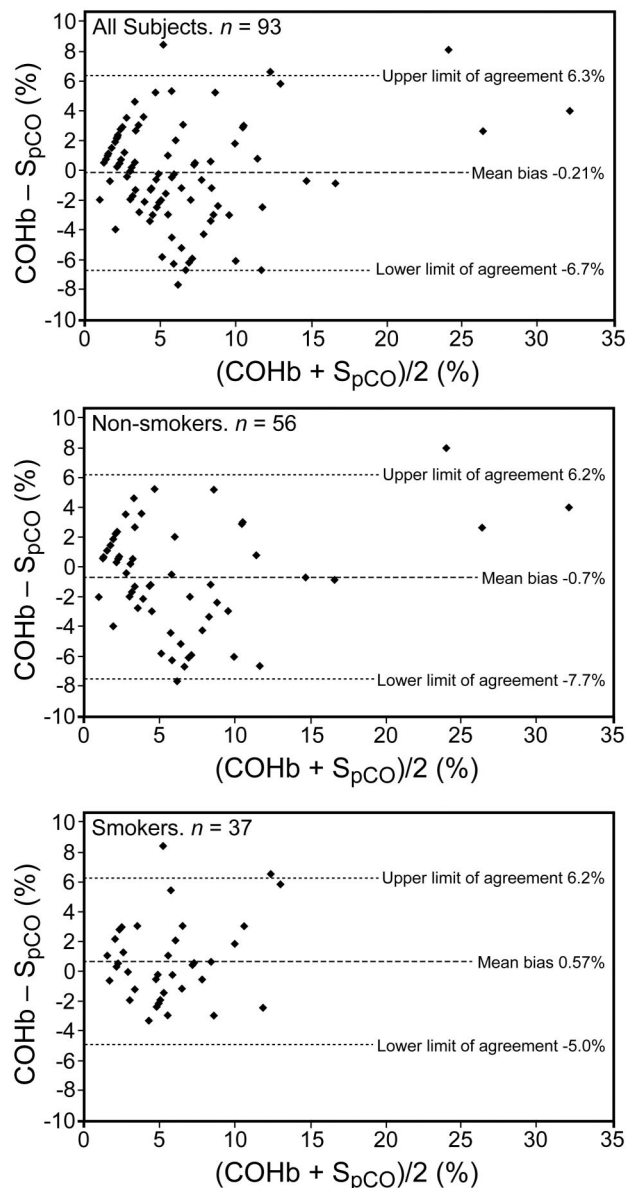 All Subjects. n = 93
10
8
6
4
2
0
-2
-4
-6
-8
-10
COHb – SpCO (%)
Upper limit of agreement 6.3%
Mean bias -0.21%
Lower limit of agreement -6.7%
0 5 10 15 20 25 30 35
(COHb + SpCO)/2 (%)
Non-smokers. n = 56
10
8
6
4
2
0
-2
-4
-6
-8
-10
COHb – SpCO (%)
Upper limit of agreement 6.2%
Mean bias -0.7%
Lower limit of agreement -7.7%
0 5 10 15 20 25 30 35
(COHb + SpCO)/2 (%)
Smokers. n = 37
10
8
6
4
2
0
-2
-4
-6
-8
-10
COHb – SpCO (%)
Upper limit of agreement 6.2%
Mean bias 0.57%
Lower limit of agreement -5.0%
0 5 10 15 20 25 30 35
(COHb + SpCO)/2 (%)